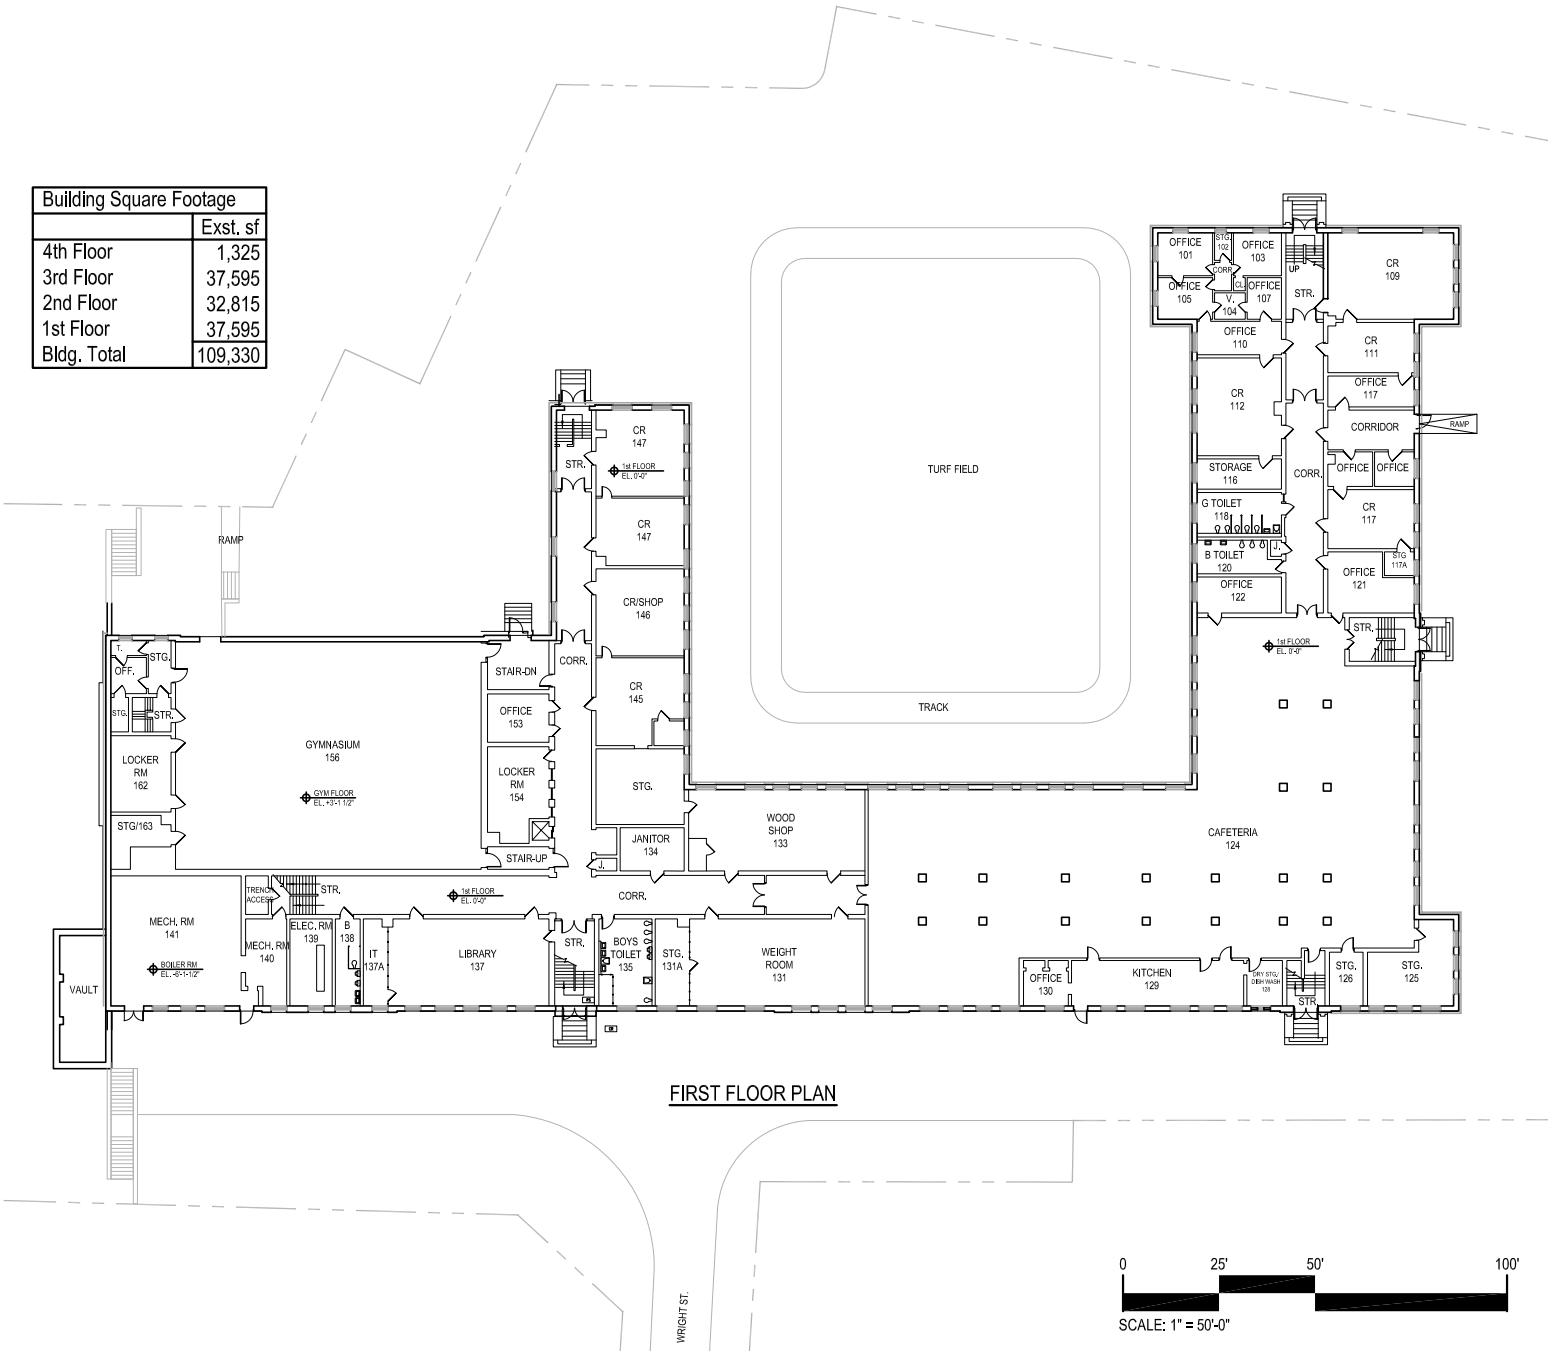 Building Square Footage
Exst. sf
4th Floor 1,325
3rd Floor 37,595
2nd Floor 32,815
1st Floor 37,595
Bldg. Total 109,330
OFFICE
101
STG.
102
OFFICE
103
CORR.
CL.
OFFICE
105
V.
104
OFFICE
107
UP
STR.
CR
109
OFFICE
110
CR
111
OFFICE
117
CR
112
CORRIDOR
RAMP
STORAGE
116
CORR.
OFFICE
OFFICE
G TOILET
118
CR
117
B TOILET
120
J.
STG
117A
OFFICE
121
OFFICE
122
STR.
1st FLOOR
EL. 0'-0"
CR
147
STR.
1st FLOOR
EL. 0'-0"
TURF FIELD
CR
147
CR/SHOP
146
RAMP
T.
STG.
OFF.
STG.
STR.
CORR.
STAIR-DN
CR
145
OFFICE
153
TRACK
GYMNASIUM
156
LOCKER
RM
162
LOCKER
RM
154
GYM FLOOR
EL. +3'-1 1/2"
STG.
STG/163
WOOD
SHOP
133
JANITOR
134
CAFETERIA
124
STAIR-UP
J.
TRENCH
ACCESS
STR.
1st FLOOR
EL. 0'-0"
CORR.
MECH. RM
141
BOILER RM
EL. -6'-1-1/2"
MECH. RM
140
ELEC. RM
139
B
138
IT
137A
LIBRARY
137
STR.
BOYS
TOILET
135
STG.
131A
WEIGHT
ROOM
131
OFFICE
130
KITCHEN
129
DRY STG/
DISH WASH
128
STR
STG.
126
STG.
125
VAULT
FIRST FLOOR PLAN
WRIGHT ST.
0 25' 50' 100'
SCALE: 1" = 50'-0"